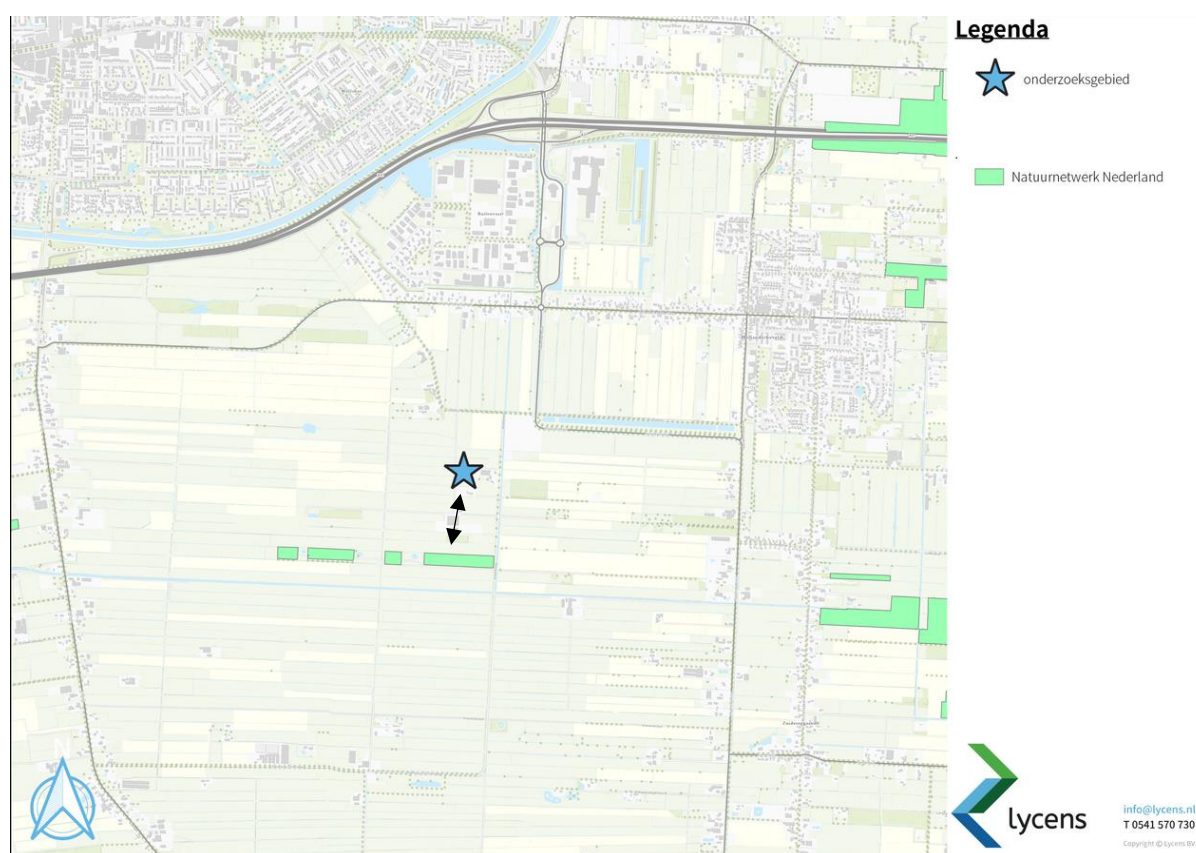 Legenda
onderzoeksgebied
Natuurnetwerk Nederland
N
lycens
info@lycens.nl
T 0541 570 730
Copyright © Lycens BV